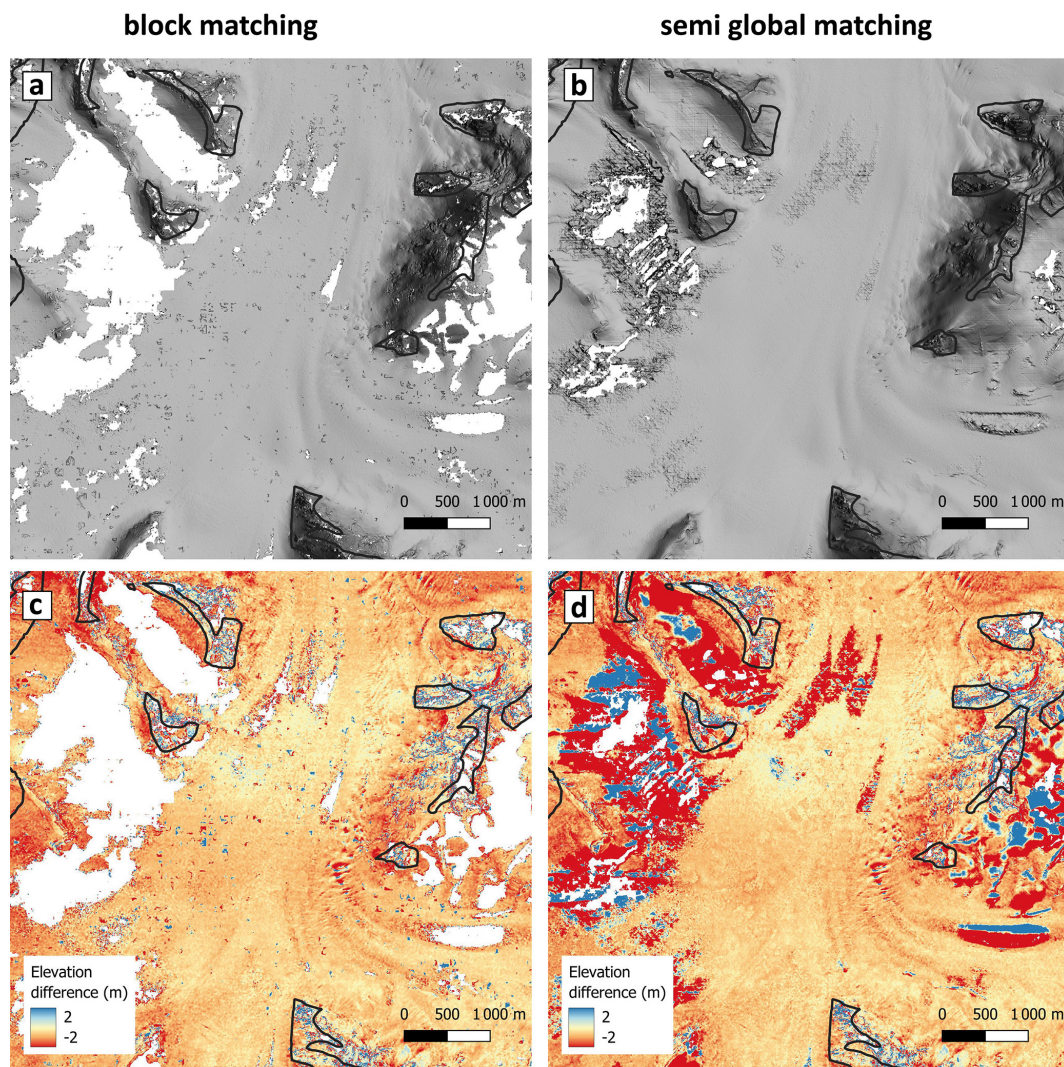 block matching
semi global matching
a
b
0 500 1 000 m
0 500 1 000 m
c
d
Elevation
difference (m)
2
-2
0 500 1 000 m
Elevation
difference (m)
2
-2
0 500 1 000 m